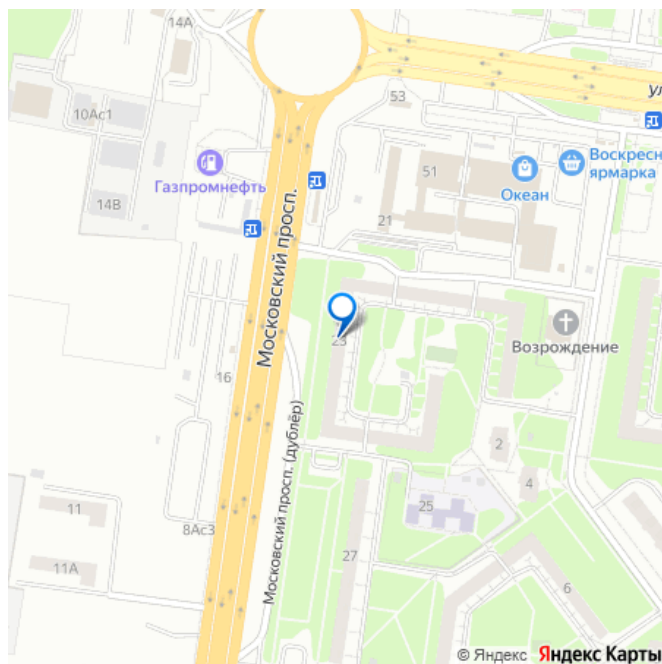 14А
53
ул
10Ас1
Воскресн
ярмарка
51
Газпромнефть
Океан
14В
21
Московский просп.
23
Возрождение
16
Московский просп. (дублёр)
2
4
11
25
8Ас3
27
11А
6
© Яндекс Яндекс Карты